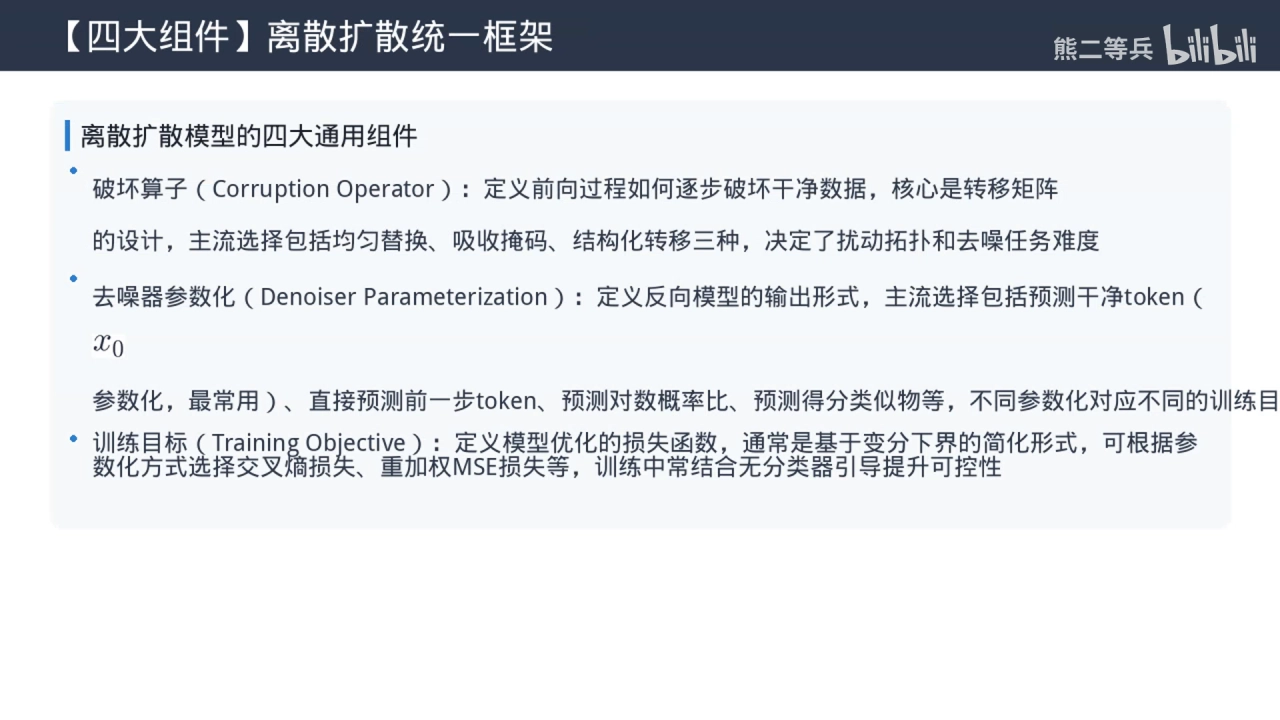 【四大组件】离散扩散统一框架
熊二等兵 bilibili
离散扩散模型的四大通用组件
破坏算子（Corruption Operator）：定义前向过程如何逐步破坏干净数据，核心是转移矩阵
的设计，主流选择包括均匀替换、吸收掩码、结构化转移三种，决定了扰动拓扑和去噪任务难度
去噪器参数化（Denoiser Parameterization）：定义反向模型的输出形式，主流选择包括预测干净token（
x₀
参数化，最常用）、直接预测前一步token、预测对数概率比、预测得分类似物等，不同参数化对应不同的训练目
训练目标（Training Objective）：定义模型优化的损失函数，通常是基于变分下界的简化形式，可根据参
数化方式选择交叉熵损失、重加权MSE损失等，训练中常结合无分类器引导提升可控性